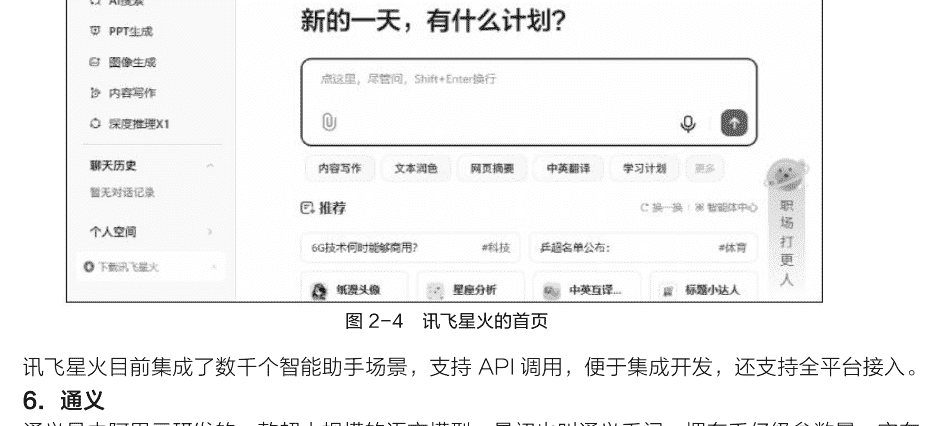 AI搜索
PPT生成
图像生成
内容写作
深度推理X1
聊天历史
暂无对话记录
个人空间
下载讯飞星火
新的一天，有什么计划?
点这里，尽管问，Shift+Enter换行
内容写作 文本润色 网页摘要 中英翻译 学习计划 更多
推荐 换一换 智能体中心
6G技术何时能够商用? #科技 乒超名单公布： #体育
纸漫头像 星座分析 中英互译... 标题小达人
职场打更人
图 2-4 讯飞星火的首页
讯飞星火目前集成了数千个智能助手场景，支持 API 调用，便于集成开发，还支持全平台接入。
6．通义